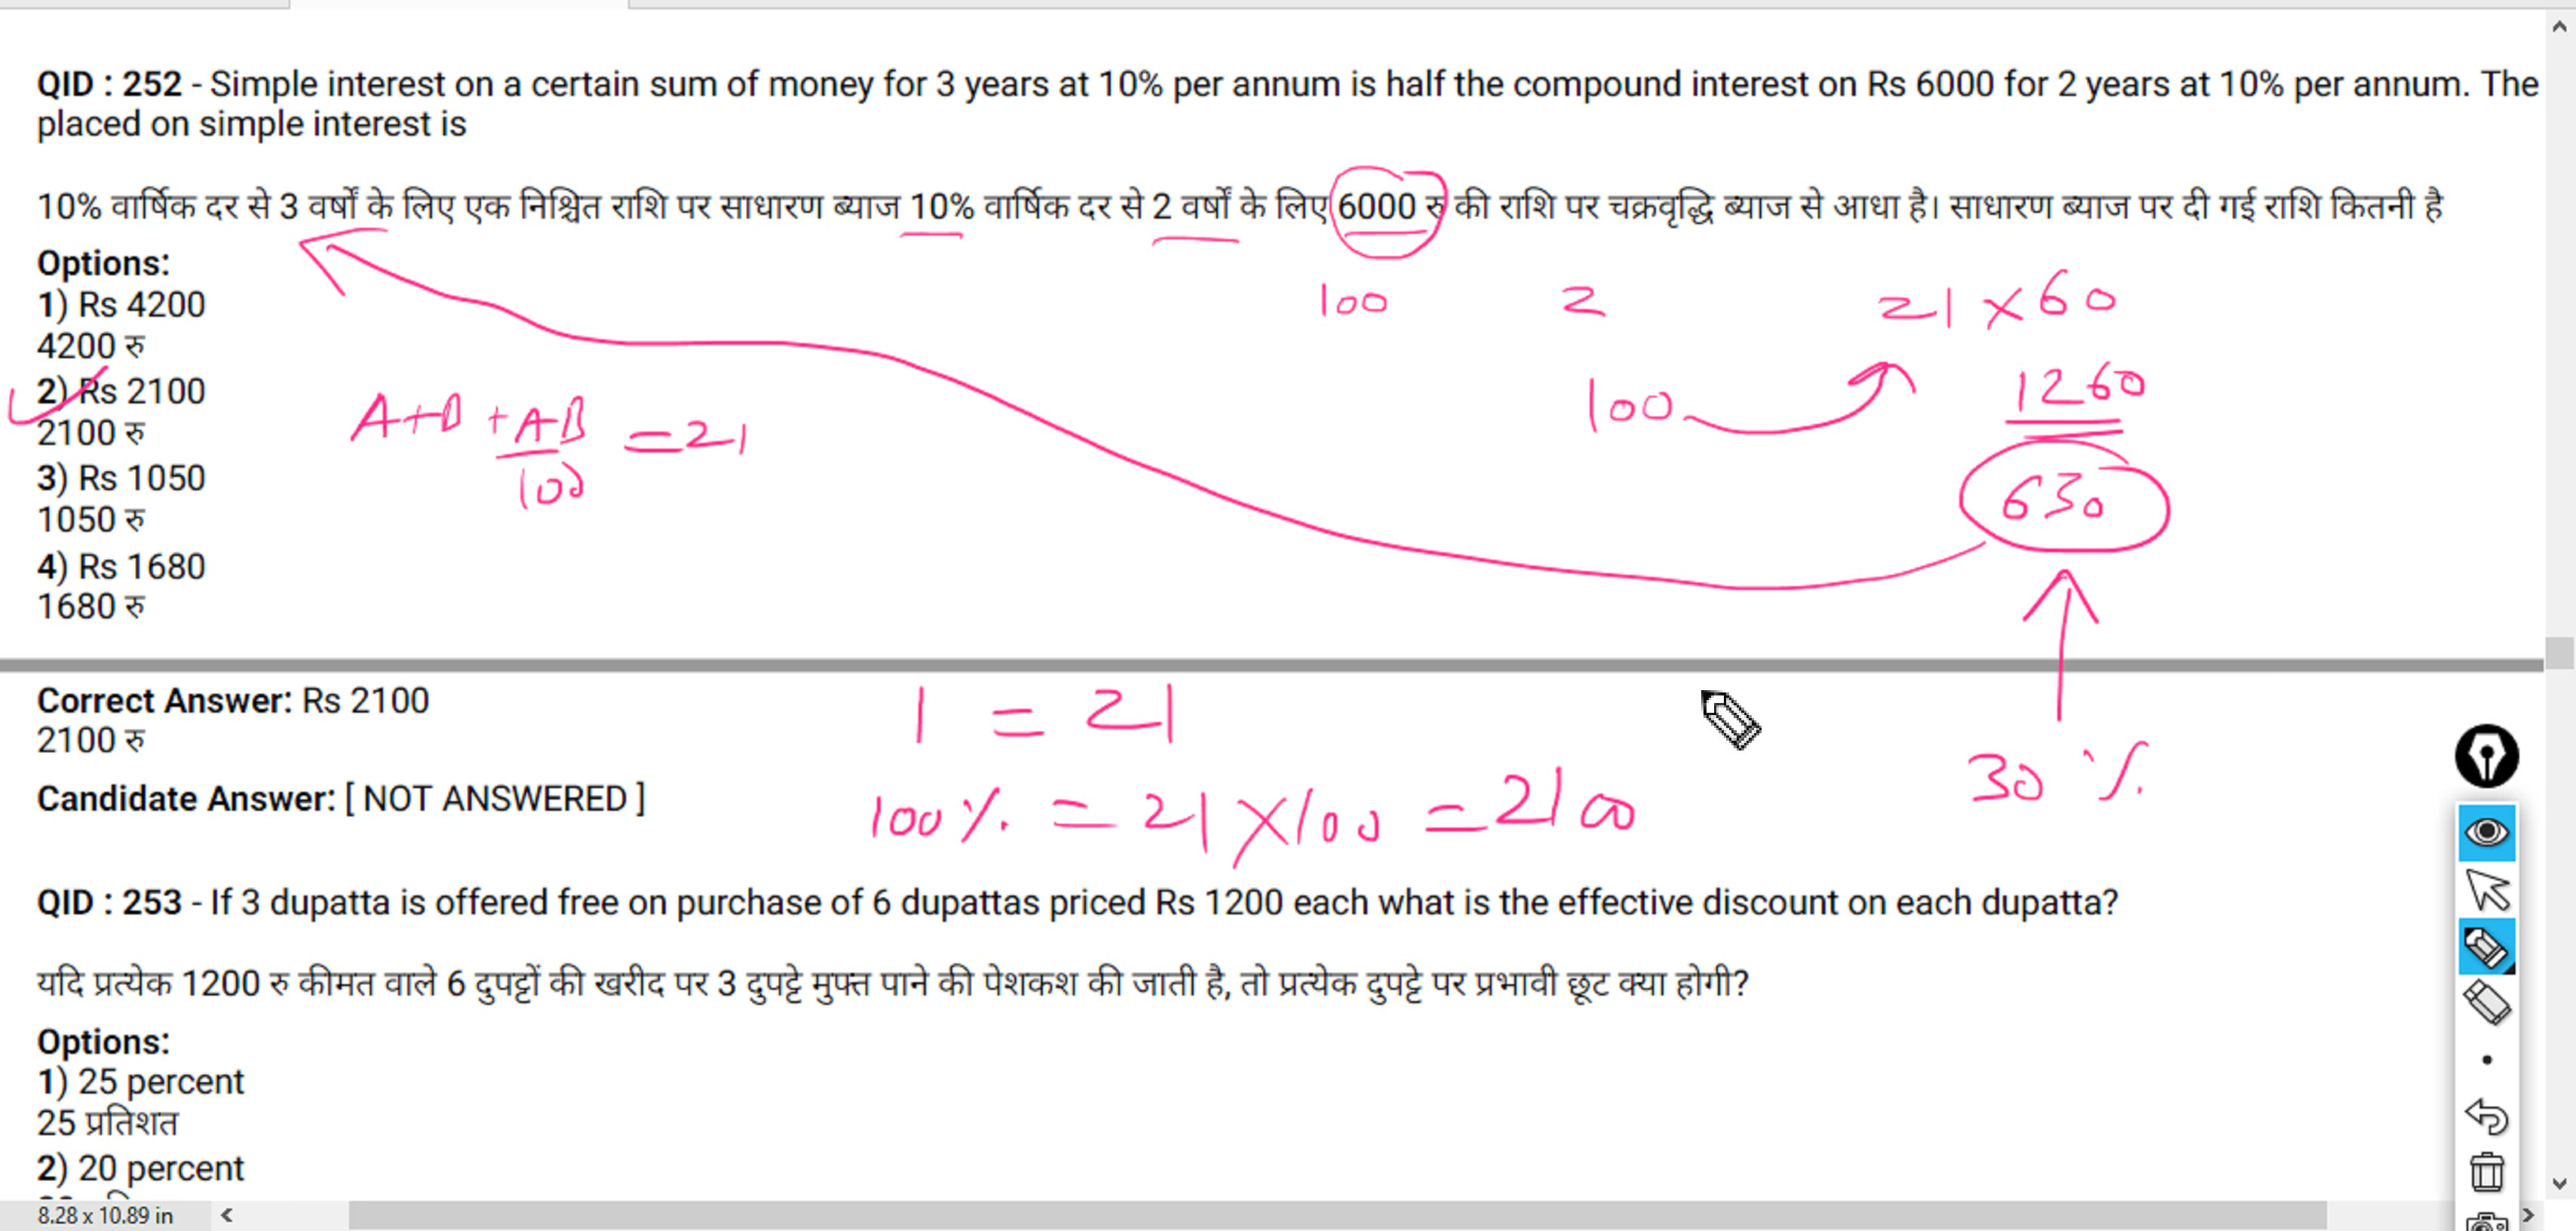 QID : 252 - Simple interest on a certain sum of money for 3 years at 10% per annum is half the compound interest on Rs 6000 for 2 years at 10% per annum. The
placed on simple interest is
10% वार्षिक दर से 3 वर्षों के लिए एक निश्चित राशि पर साधारण ब्याज 10% वार्षिक दर से 2 वर्षों के लिए 6000 रु की राशि पर चक्रवृद्धि ब्याज से आधा है। साधारण ब्याज पर दी गई राशि कितनी है
Options:
1) Rs 4200
4200 रु
2) Rs 2100
2100 रु
3) Rs 1050
1050 रु
4) Rs 1680
1680 रु
100 2 21 × 60
100 1260
A+B + AB/100 = 21
630
30 %
Correct Answer: Rs 2100
2100 रु
1 = 21
Candidate Answer: [ NOT ANSWERED ]
100 % = 21 × 100 = 2100
QID : 253 - If 3 dupatta is offered free on purchase of 6 dupattas priced Rs 1200 each what is the effective discount on each dupatta?
यदि प्रत्येक 1200 रु कीमत वाले 6 दुपट्टों की खरीद पर 3 दुपट्टे मुफ्त पाने की पेशकश की जाती है, तो प्रत्येक दुपट्टे पर प्रभावी छूट क्या होगी?
Options:
1) 25 percent
25 प्रतिशत
2) 20 percent
8.28 x 10.89 in